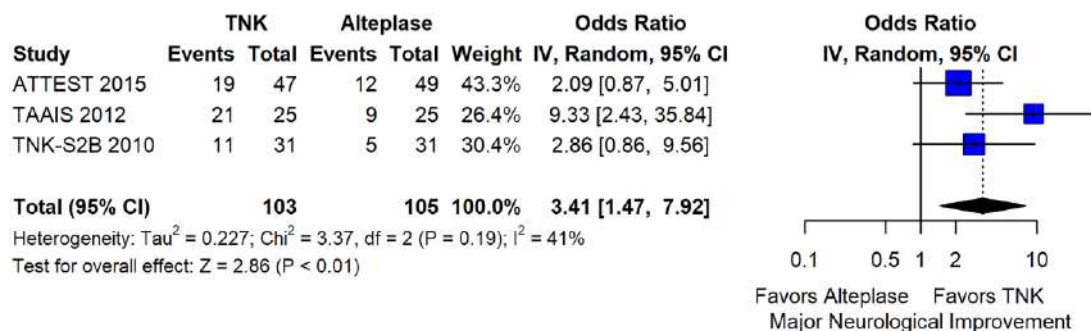 TNK Alteplase Odds Ratio Odds Ratio
Study Events Total Events Total Weight IV, Random, 95% CI IV, Random, 95% CI
ATTEST 2015 19 47 12 49 43.3% 2.09 [0.87, 5.01]
TAAIS 2012 21 25 9 25 26.4% 9.33 [2.43, 35.84]
TNK-S2B 2010 11 31 5 31 30.4% 2.86 [0.86, 9.56]
Total (95% CI) 103 105 100.0% 3.41 [1.47, 7.92]
Heterogeneity: Tau² = 0.227; Chi² = 3.37, df = 2 (P = 0.19); I² = 41%
Test for overall effect: Z = 2.86 (P < 0.01)
0.1 0.5 1 2 10
Favors Alteplase Favors TNK
Major Neurological Improvement